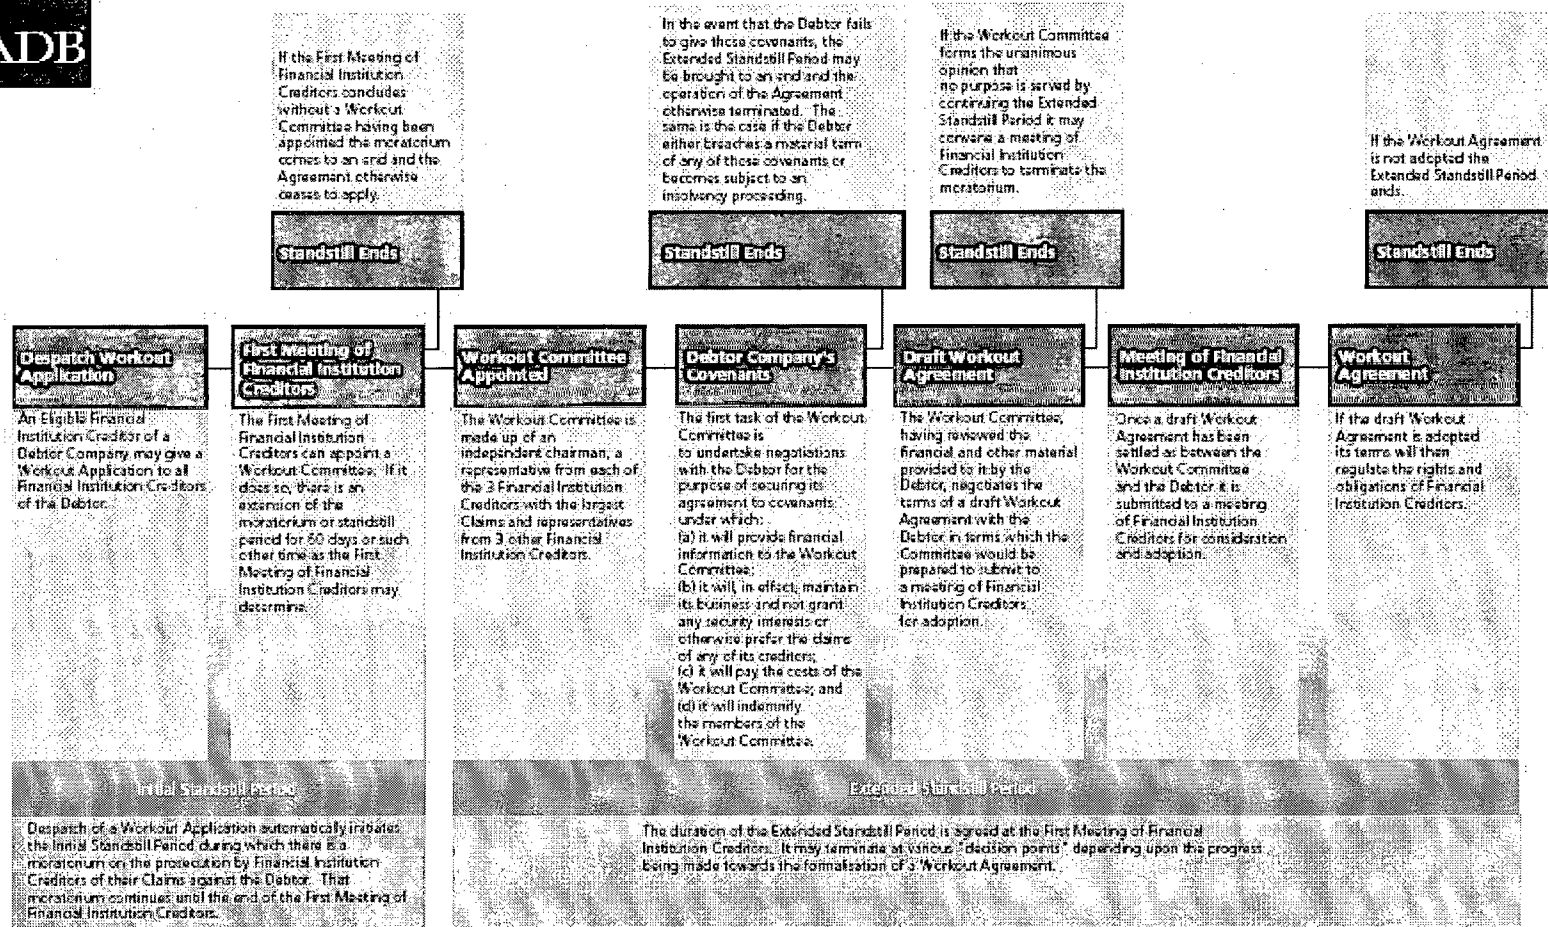 ADB
If the First Meeting of
Financial Institution
Creditors concludes
without a Workout
Committee having been
appointed the moratorium
comes to an end and the
Agreement otherwise
ceases to apply.
In the event that the Debtor fails
to give these covenants, the
Extended Standstill Period may
be brought to an end and the
operation of the Agreement
otherwise terminated. The
same is the case if the Debtor
either breaches a material term
of any of those covenants or
becomes subject to an
insolvency proceeding.
If the Workout Committee
forms the unanimous
opinion that
no purpose is served by
continuing the Extended
Standstill Period it may
convene a meeting of
Financial Institution
Creditors to terminate the
moratorium.
If the Workout Agreement
is not adopted the
Extended Standstill Period
ends.
Standstill Ends
Standstill Ends
Standstill Ends
Standstill Ends
Despatch Workout
Application
First Meeting of
Financial Institution
Creditors
Workout Committee
Appointed
Debtor Company's
Covenants
Draft Workout
Agreement
Meeting of Financial
Institution Creditors
Workout
Agreement
An Eligible Financial
Institution Creditor of a
Debtor Company may give a
Workout Application to all
Financial Institution Creditors
of the Debtor.
The First Meeting of
Financial Institution
Creditors can appoint a
Workout Committee. If it
does so, there is an
extension of the
moratorium or standstill
period for 60 days or such
other time as the First
Meeting of Financial
Institution Creditors may
determine.
The Workout Committee is
made up of an
independent chairman, a
representative from each of
the 3 Financial Institution
Creditors with the largest
Claims and representatives
from 3 other Financial
Institution Creditors.
The first task of the Workout
Committee is
to undertake negotiations
with the Debtor for the
purpose of securing its
agreement to covenants
under which:
(a) it will provide financial
information to the Workout
Committee;
(b) it will, in effect, maintain
its business and not grant
any security interests or
otherwise prefer the claims
of any of its creditors;
(c) it will pay the costs of the
Workout Committee; and
(d) it will indemnify
the members of the
Workout Committee.
The Workout Committee,
having reviewed the
financial and other material
provided to it by the
Debtor, negotiates the
terms of a draft Workout
Agreement with the
Debtor in terms which the
Committee would be
prepared to submit to
a meeting of Financial
Institution Creditors
for adoption.
Once a draft Workout
Agreement has been
settled as between the
Workout Committee
and the Debtor it is
submitted to a meeting
of Financial Institution
Creditors for consideration
and adoption.
If the draft Workout
Agreement is adopted
its terms will then
regulate the rights and
obligations of Financial
Institution Creditors.
Initial Standstill Period
Extended Standstill Period
Despatch of a Workout Application automatically initiates
the Initial Standstill Period during which there is a
moratorium on the prosecution by Financial Institution
Creditors of their Claims against the Debtor. That
moratorium continues until the end of the First Meeting of
Financial Institution Creditors.
The duration of the Extended Standstill Period is agreed at the First Meeting of Financial
Institution Creditors. It may terminate at various "decision points" depending upon the progress
being made towards the formalisation of a Workout Agreement.